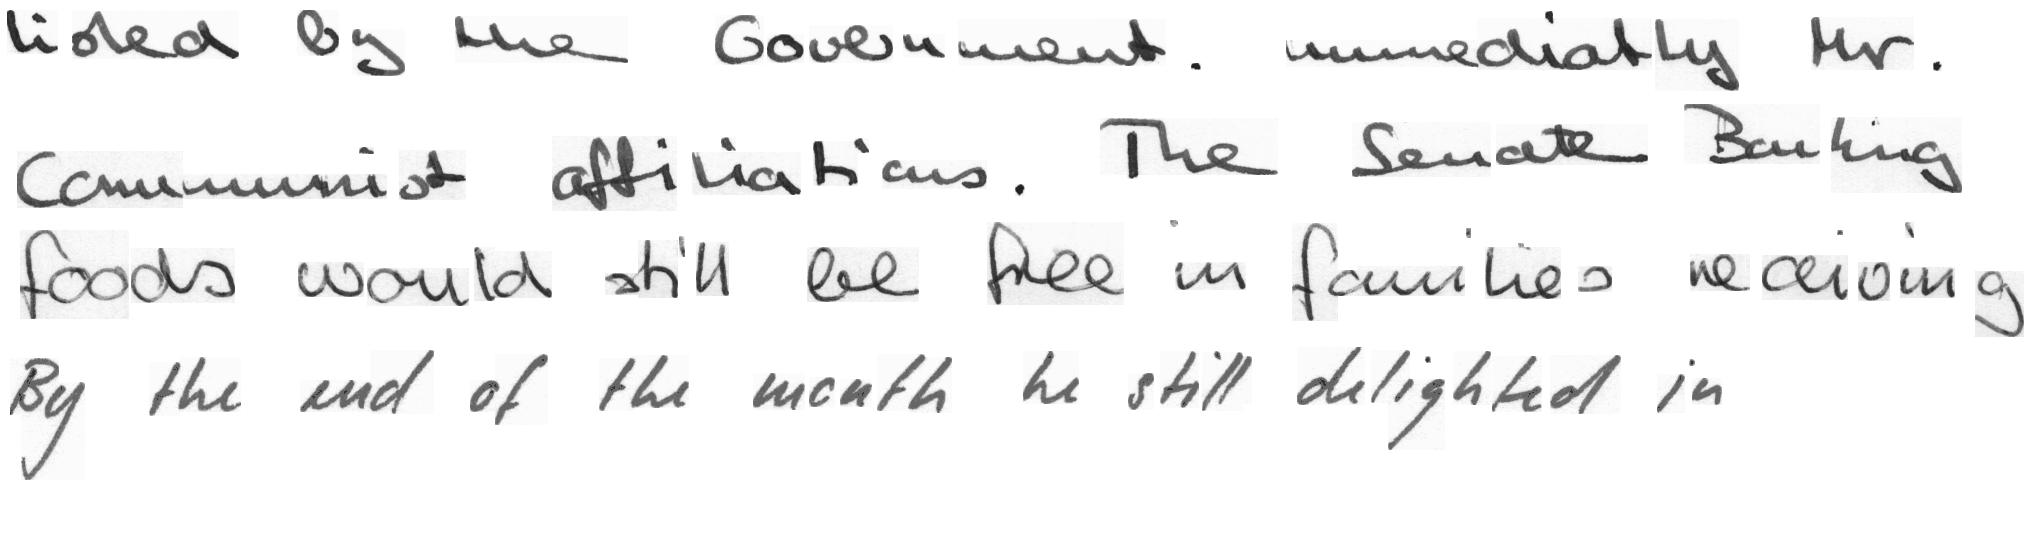 listed by the Government. immediatly Mr.
Communist affiliations. The Senate Banking
foods would still be free in families receiving
By the end of the month he still delighted in